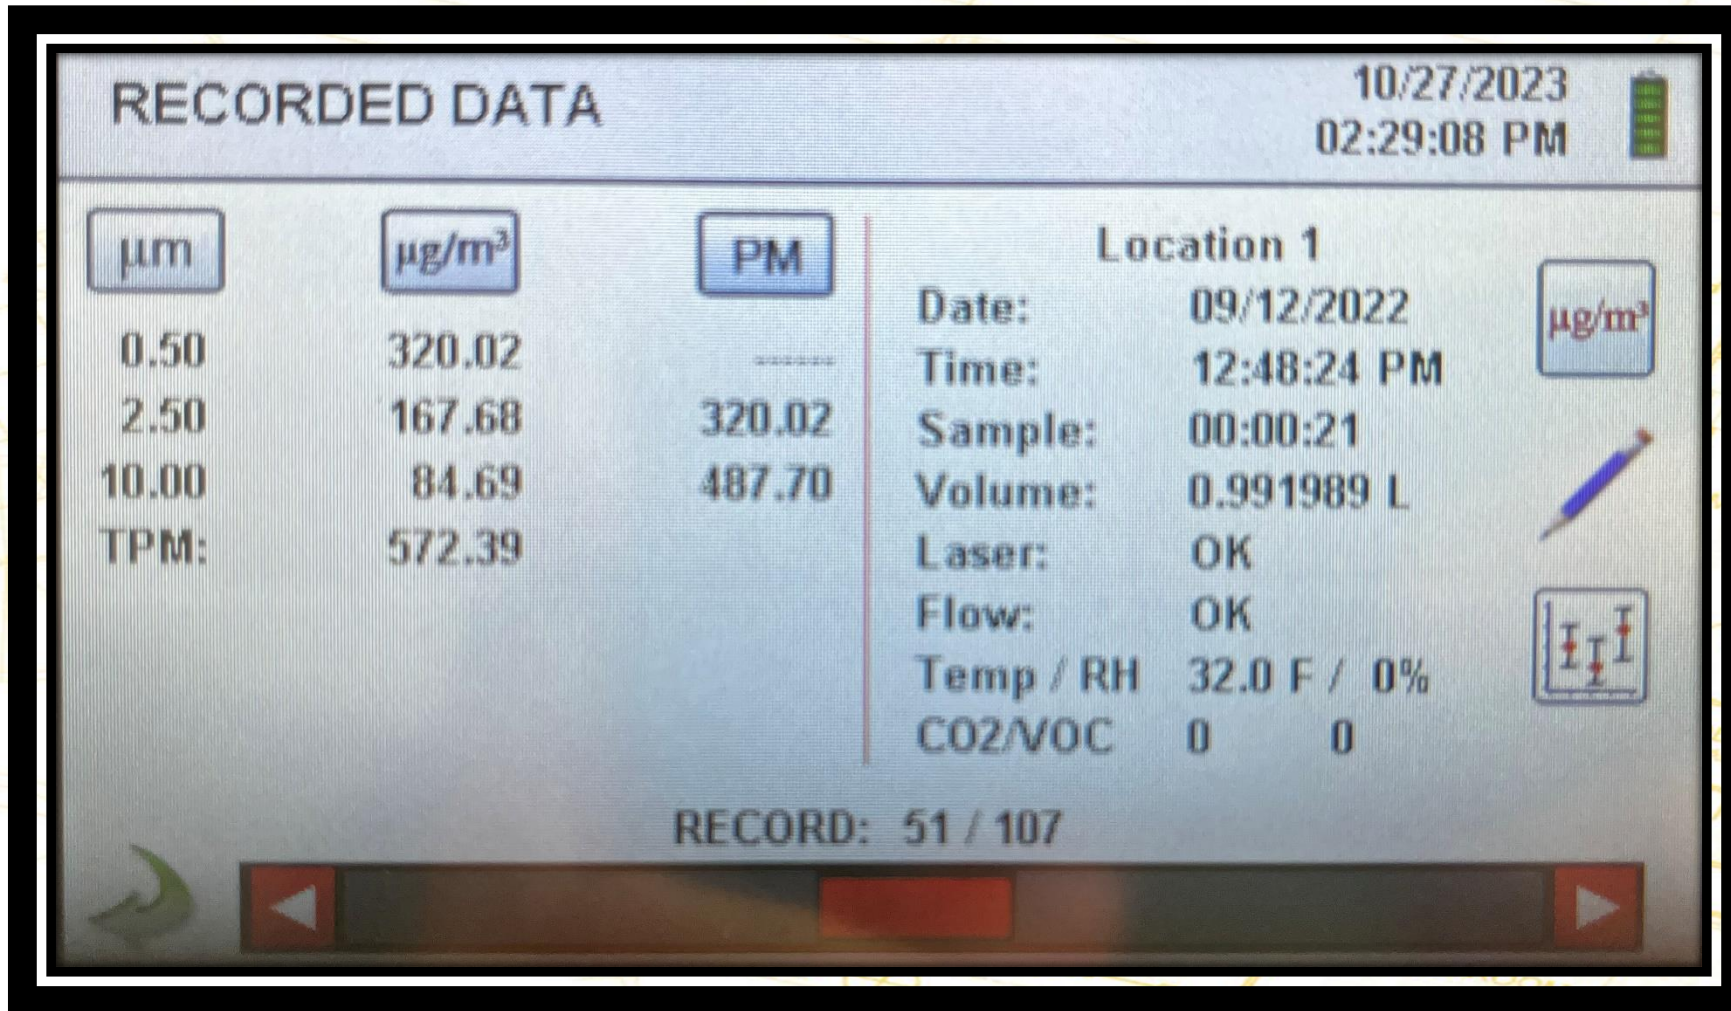 RECORDED DATA
10/27/2023
02:29:08 PM
µm µg/m³ PM
0.50 320.02 ------
2.50 167.68 320.02
10.00 84.69 487.70
TPM: 572.39
Location 1
Date: 09/12/2022
Time: 12:48:24 PM
Sample: 00:00:21
Volume: 0.991989 L
Laser: OK
Flow: OK
Temp / RH 32.0 F / 0%
CO2/VOC 0 0
µg/m³
RECORD: 51 / 107